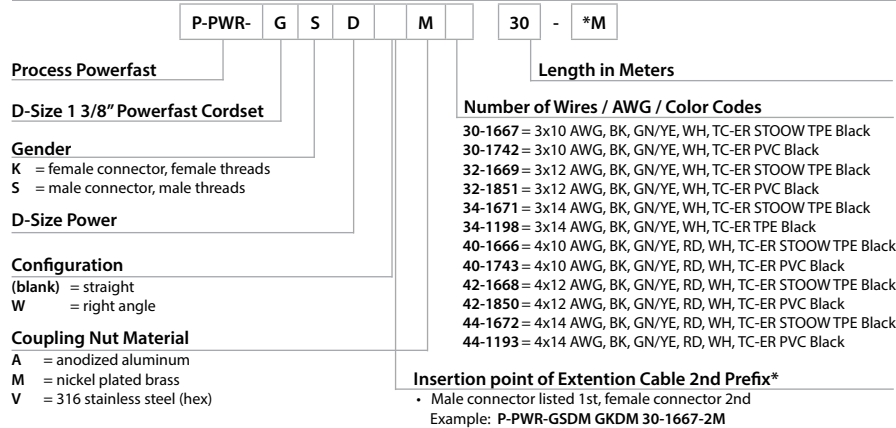 P-PWR- G S D M 30 - *M
Process Powerfast
D-Size 1 3/8" Powerfast Cordset
Gender
K = female connector, female threads
S = male connector, male threads
D-Size Power
Configuration
(blank) = straight
W = right angle
Coupling Nut Material
A = anodized aluminum
M = nickel plated brass
V = 316 stainless steel (hex)
Length in Meters
Number of Wires / AWG / Color Codes
30-1667 = 3x10 AWG, BK, GN/YE, WH, TC-ER STOOW TPE Black
30-1742 = 3x10 AWG, BK, GN/YE, WH, TC-ER PVC Black
32-1669 = 3x12 AWG, BK, GN/YE, WH, TC-ER STOOW TPE Black
32-1851 = 3x12 AWG, BK, GN/YE, WH, TC-ER PVC Black
34-1671 = 3x14 AWG, BK, GN/YE, WH, TC-ER STOOW TPE Black
34-1198 = 3x14 AWG, BK, GN/YE, WH, TC-ER TPE Black
40-1666 = 4x10 AWG, BK, GN/YE, RD, WH, TC-ER STOOW TPE Black
40-1743 = 4x10 AWG, BK, GN/YE, RD, WH, TC-ER PVC Black
42-1668 = 4x12 AWG, BK, GN/YE, RD, WH, TC-ER STOOW TPE Black
42-1850 = 4x12 AWG, BK, GN/YE, RD, WH, TC-ER PVC Black
44-1672 = 4x14 AWG, BK, GN/YE, RD, WH, TC-ER STOOW TPE Black
44-1193 = 4x14 AWG, BK, GN/YE, RD, WH, TC-ER PVC Black
Insertion point of Extention Cable 2nd Prefix*
• Male connector listed 1st, female connector 2nd
Example: P-PWR-GSDM GKDM 30-1667-2M